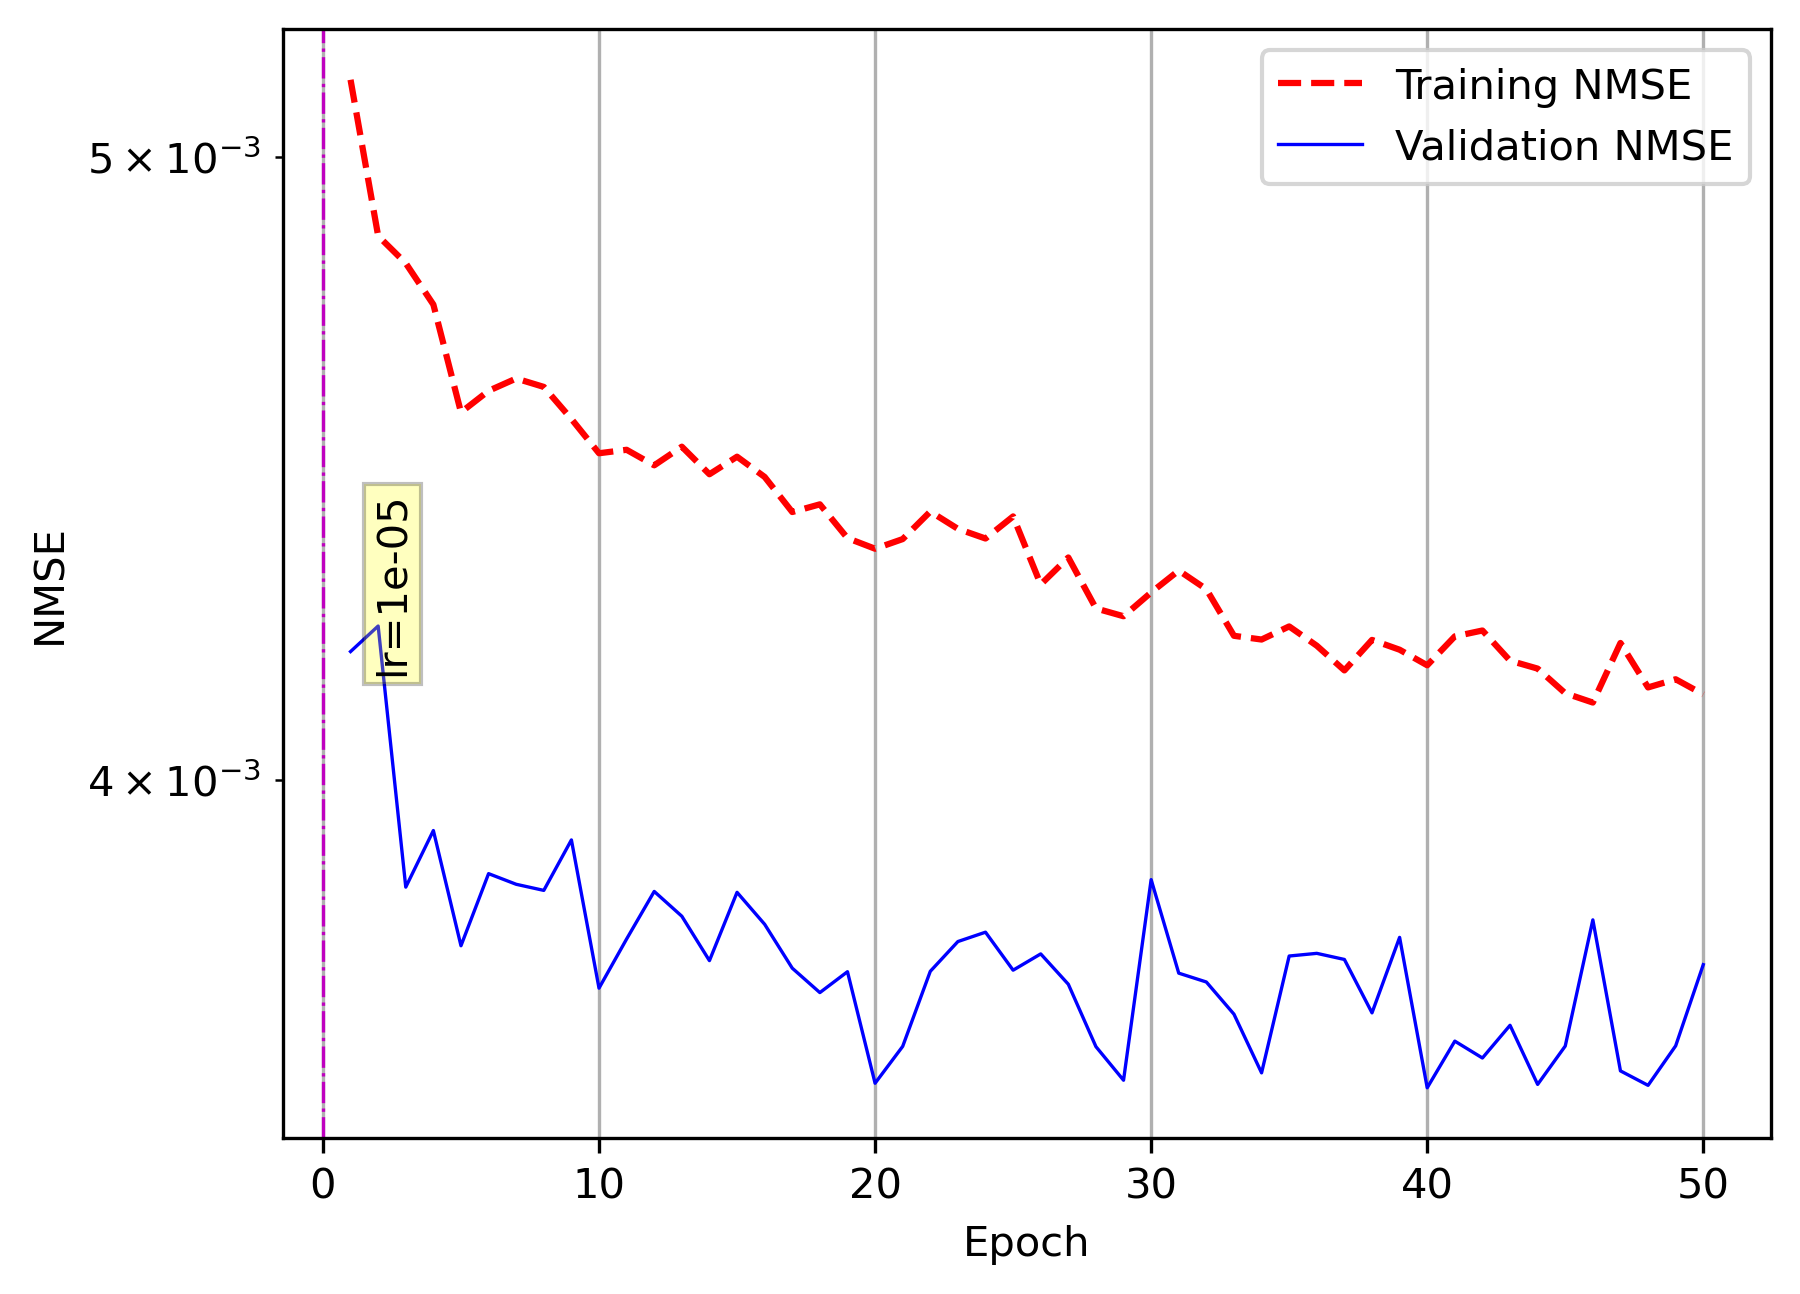 Training NMSE
Validation NMSE
5 × 10⁻³
4 × 10⁻³
NMSE
lr=1e-05
0 10 20 30 40 50
Epoch